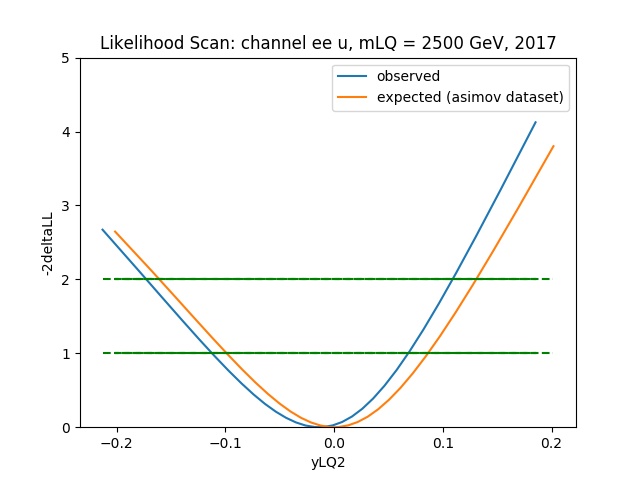 Likelihood Scan: channel ee u, mLQ = 2500 GeV, 2017
observed
expected (asimov dataset)
-2deltaLL
5
4
3
2
1
0
−0.2
−0.1
0.0
0.1
0.2
yLQ2